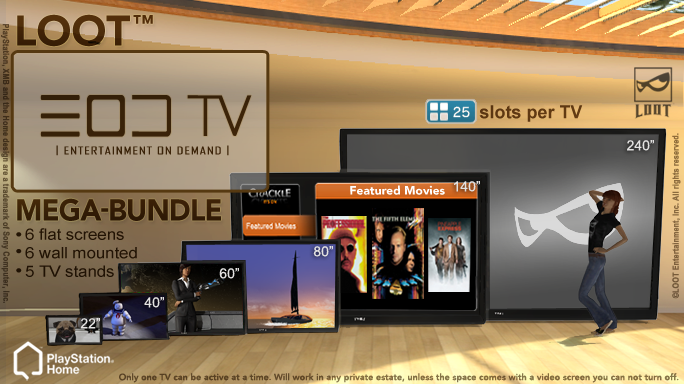 LOOT™
EOD TV
| ENTERTAINMENT ON DEMAND |
MEGA-BUNDLE
• 6 flat screens
• 6 wall mounted
• 5 TV stands
25 slots per TV
LOOT
22"
40"
60"
80"
140"
240"
CRACKLE
Featured Movies
Featured Movies
THE PROFESSIONAL
THE FIFTH ELEMENT
PlayStation®
Home
Only one TV can be active at a time. Will work in any private estate, unless the space comes with a video screen you can not turn off.
PlayStation, XMB and the Home design are a trademark of Sony Computer, Inc.
©LOOT Entertainment, Inc. All rights reserved.